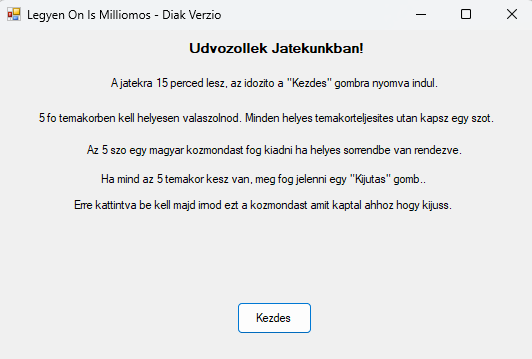 Legyen On Is Milliomos - Diak Verzio
Udvozollek Jatekunkban!
A jatekra 15 perced lesz, az idozito a "Kezdes" gombra nyomva indul.
5 fo temakorben kell helyesen valaszolnod. Minden helyes temakorteljesites utan kapsz egy szot.
Az 5 szo egy magyar kozmondast fog kiadni ha helyes sorrendbe van rendezve.
Ha mind az 5 temakor kesz van, meg fog jelenni egy "Kijutas" gomb..
Erre kattintva be kell majd irnod ezt a kozmondast amit kaptal ahhoz hogy kijuss.
Kezdes